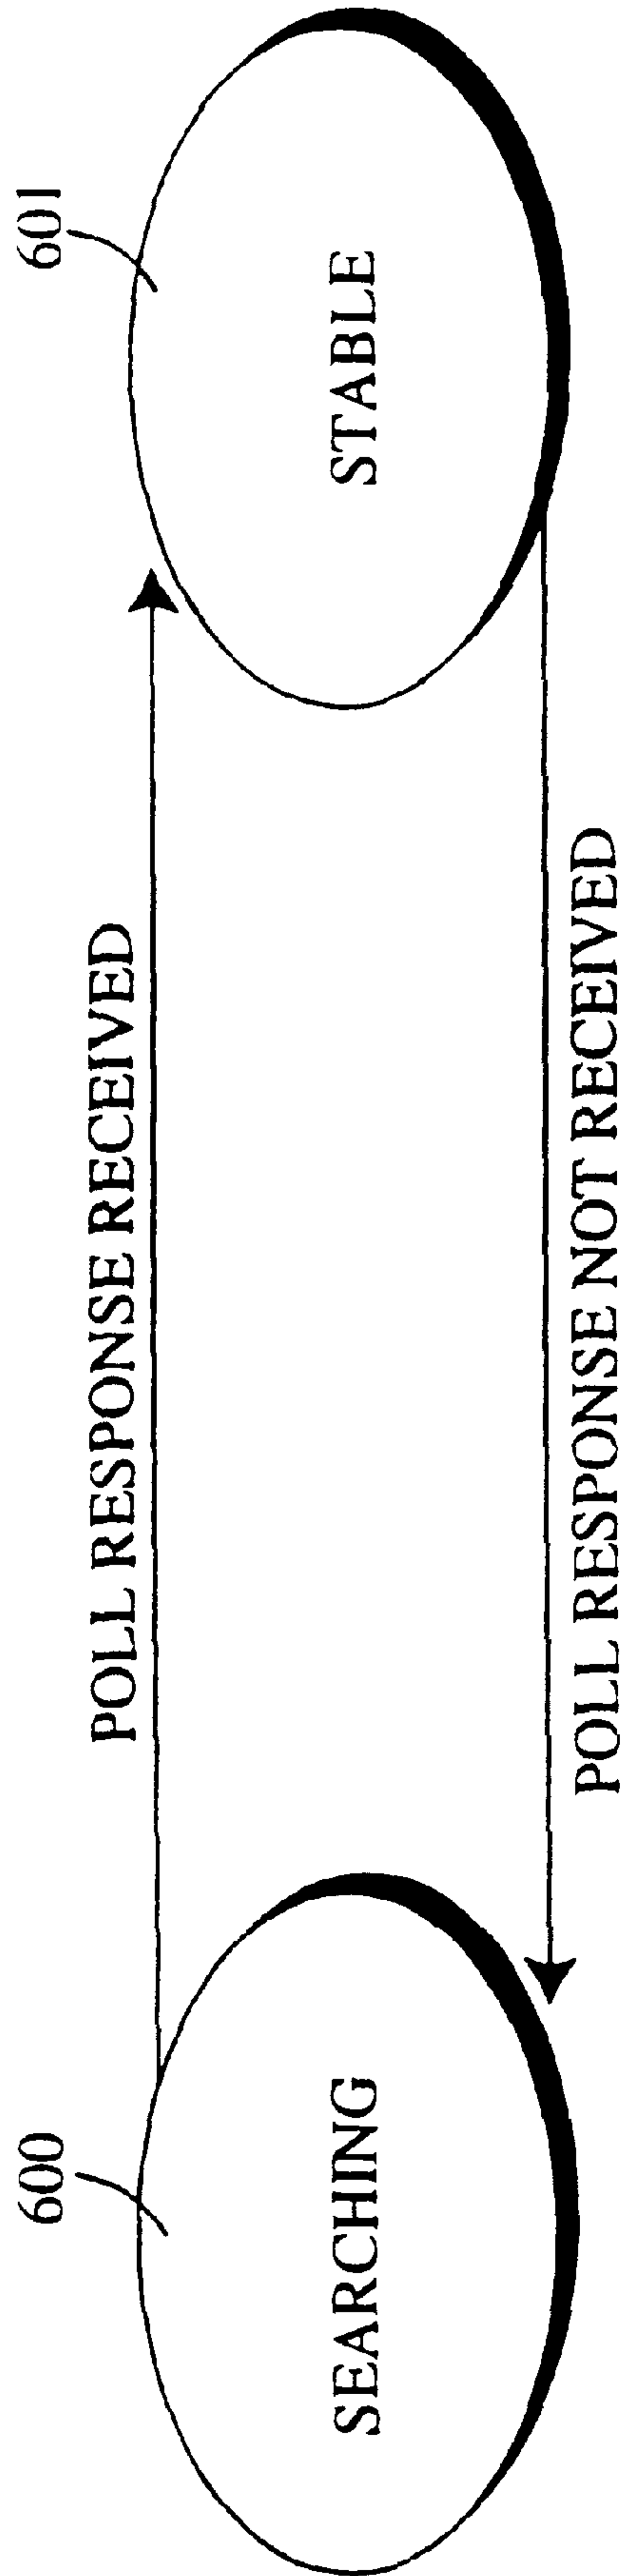 600
601
POLL RESPONSE RECEIVED
SEARCHING
STABLE
POLL RESPONSE NOT RECEIVED